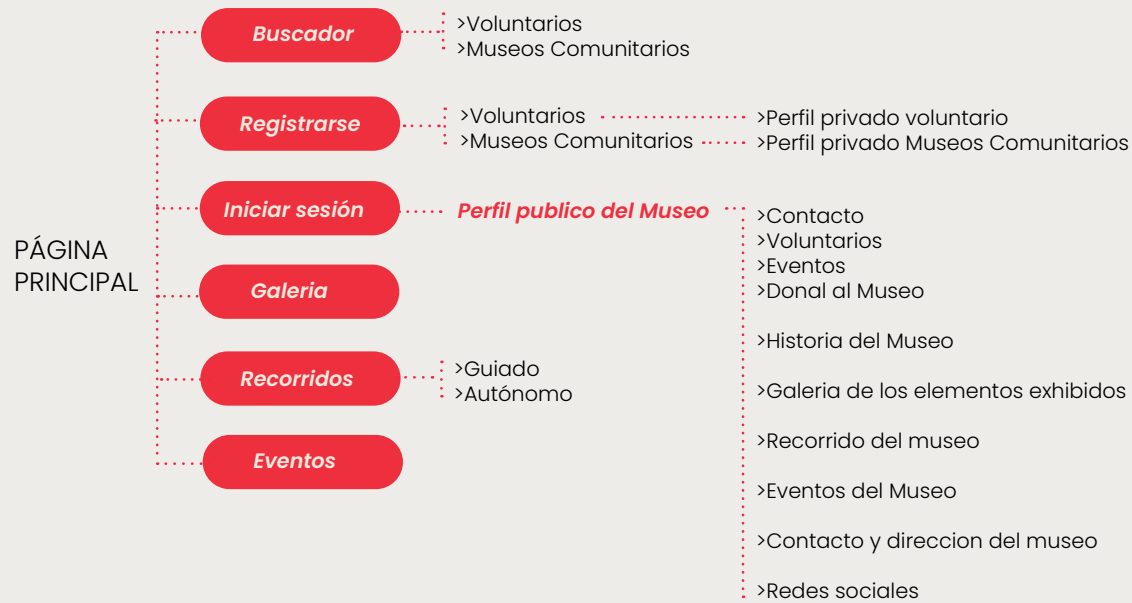 Buscador
>Voluntarios
>Museos Comunitarios
Registrarse
>Voluntarios
>Museos Comunitarios
>Perfil privado voluntario
>Perfil privado Museos Comunitarios
PÁGINA
PRINCIPAL
Iniciar sesión
Perfil publico del Museo
>Contacto
>Voluntarios
>Eventos
>Donal al Museo
>Historia del Museo
>Galeria de los elementos exhibidos
>Recorrido del museo
>Eventos del Museo
>Contacto y direccion del museo
>Redes sociales
Galeria
Recorridos
>Guiado
>Autónomo
Eventos